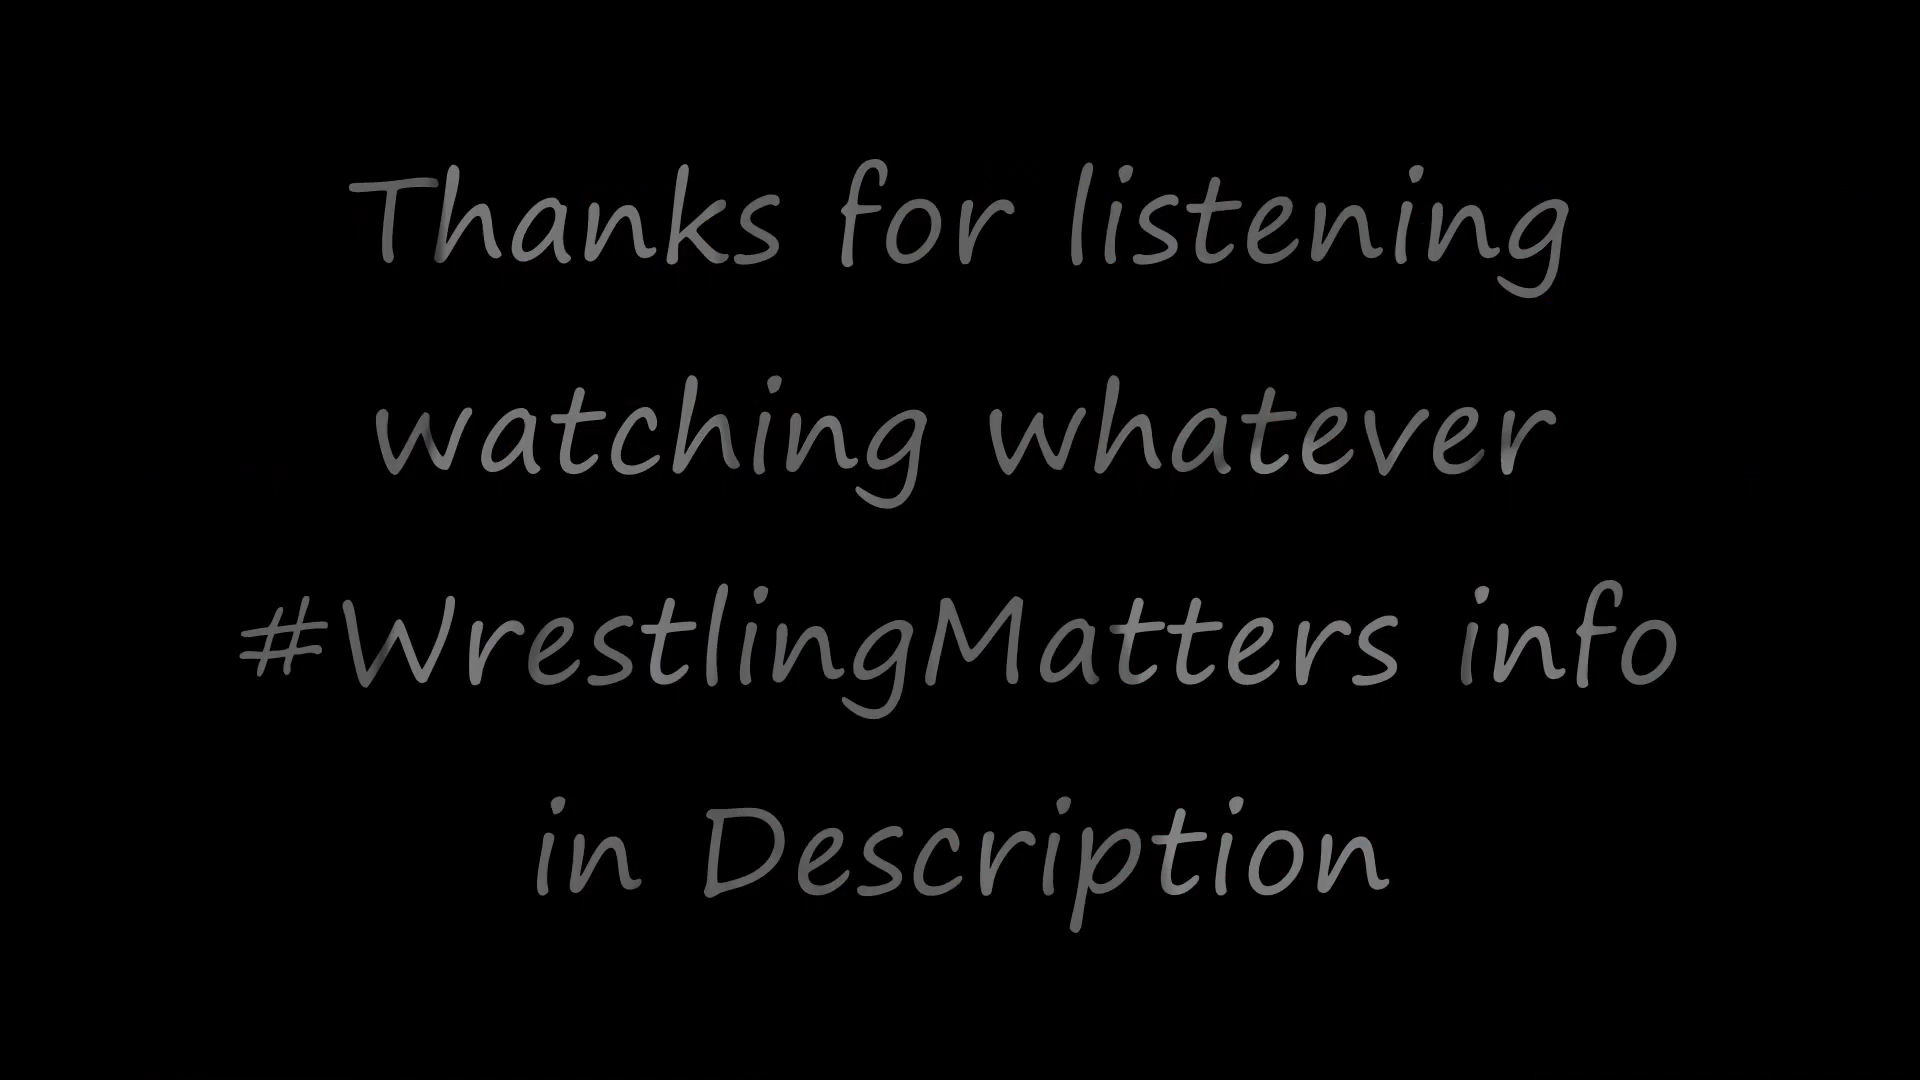 Thanks for listening
watching whatever
#WrestlingMatters info
in Description